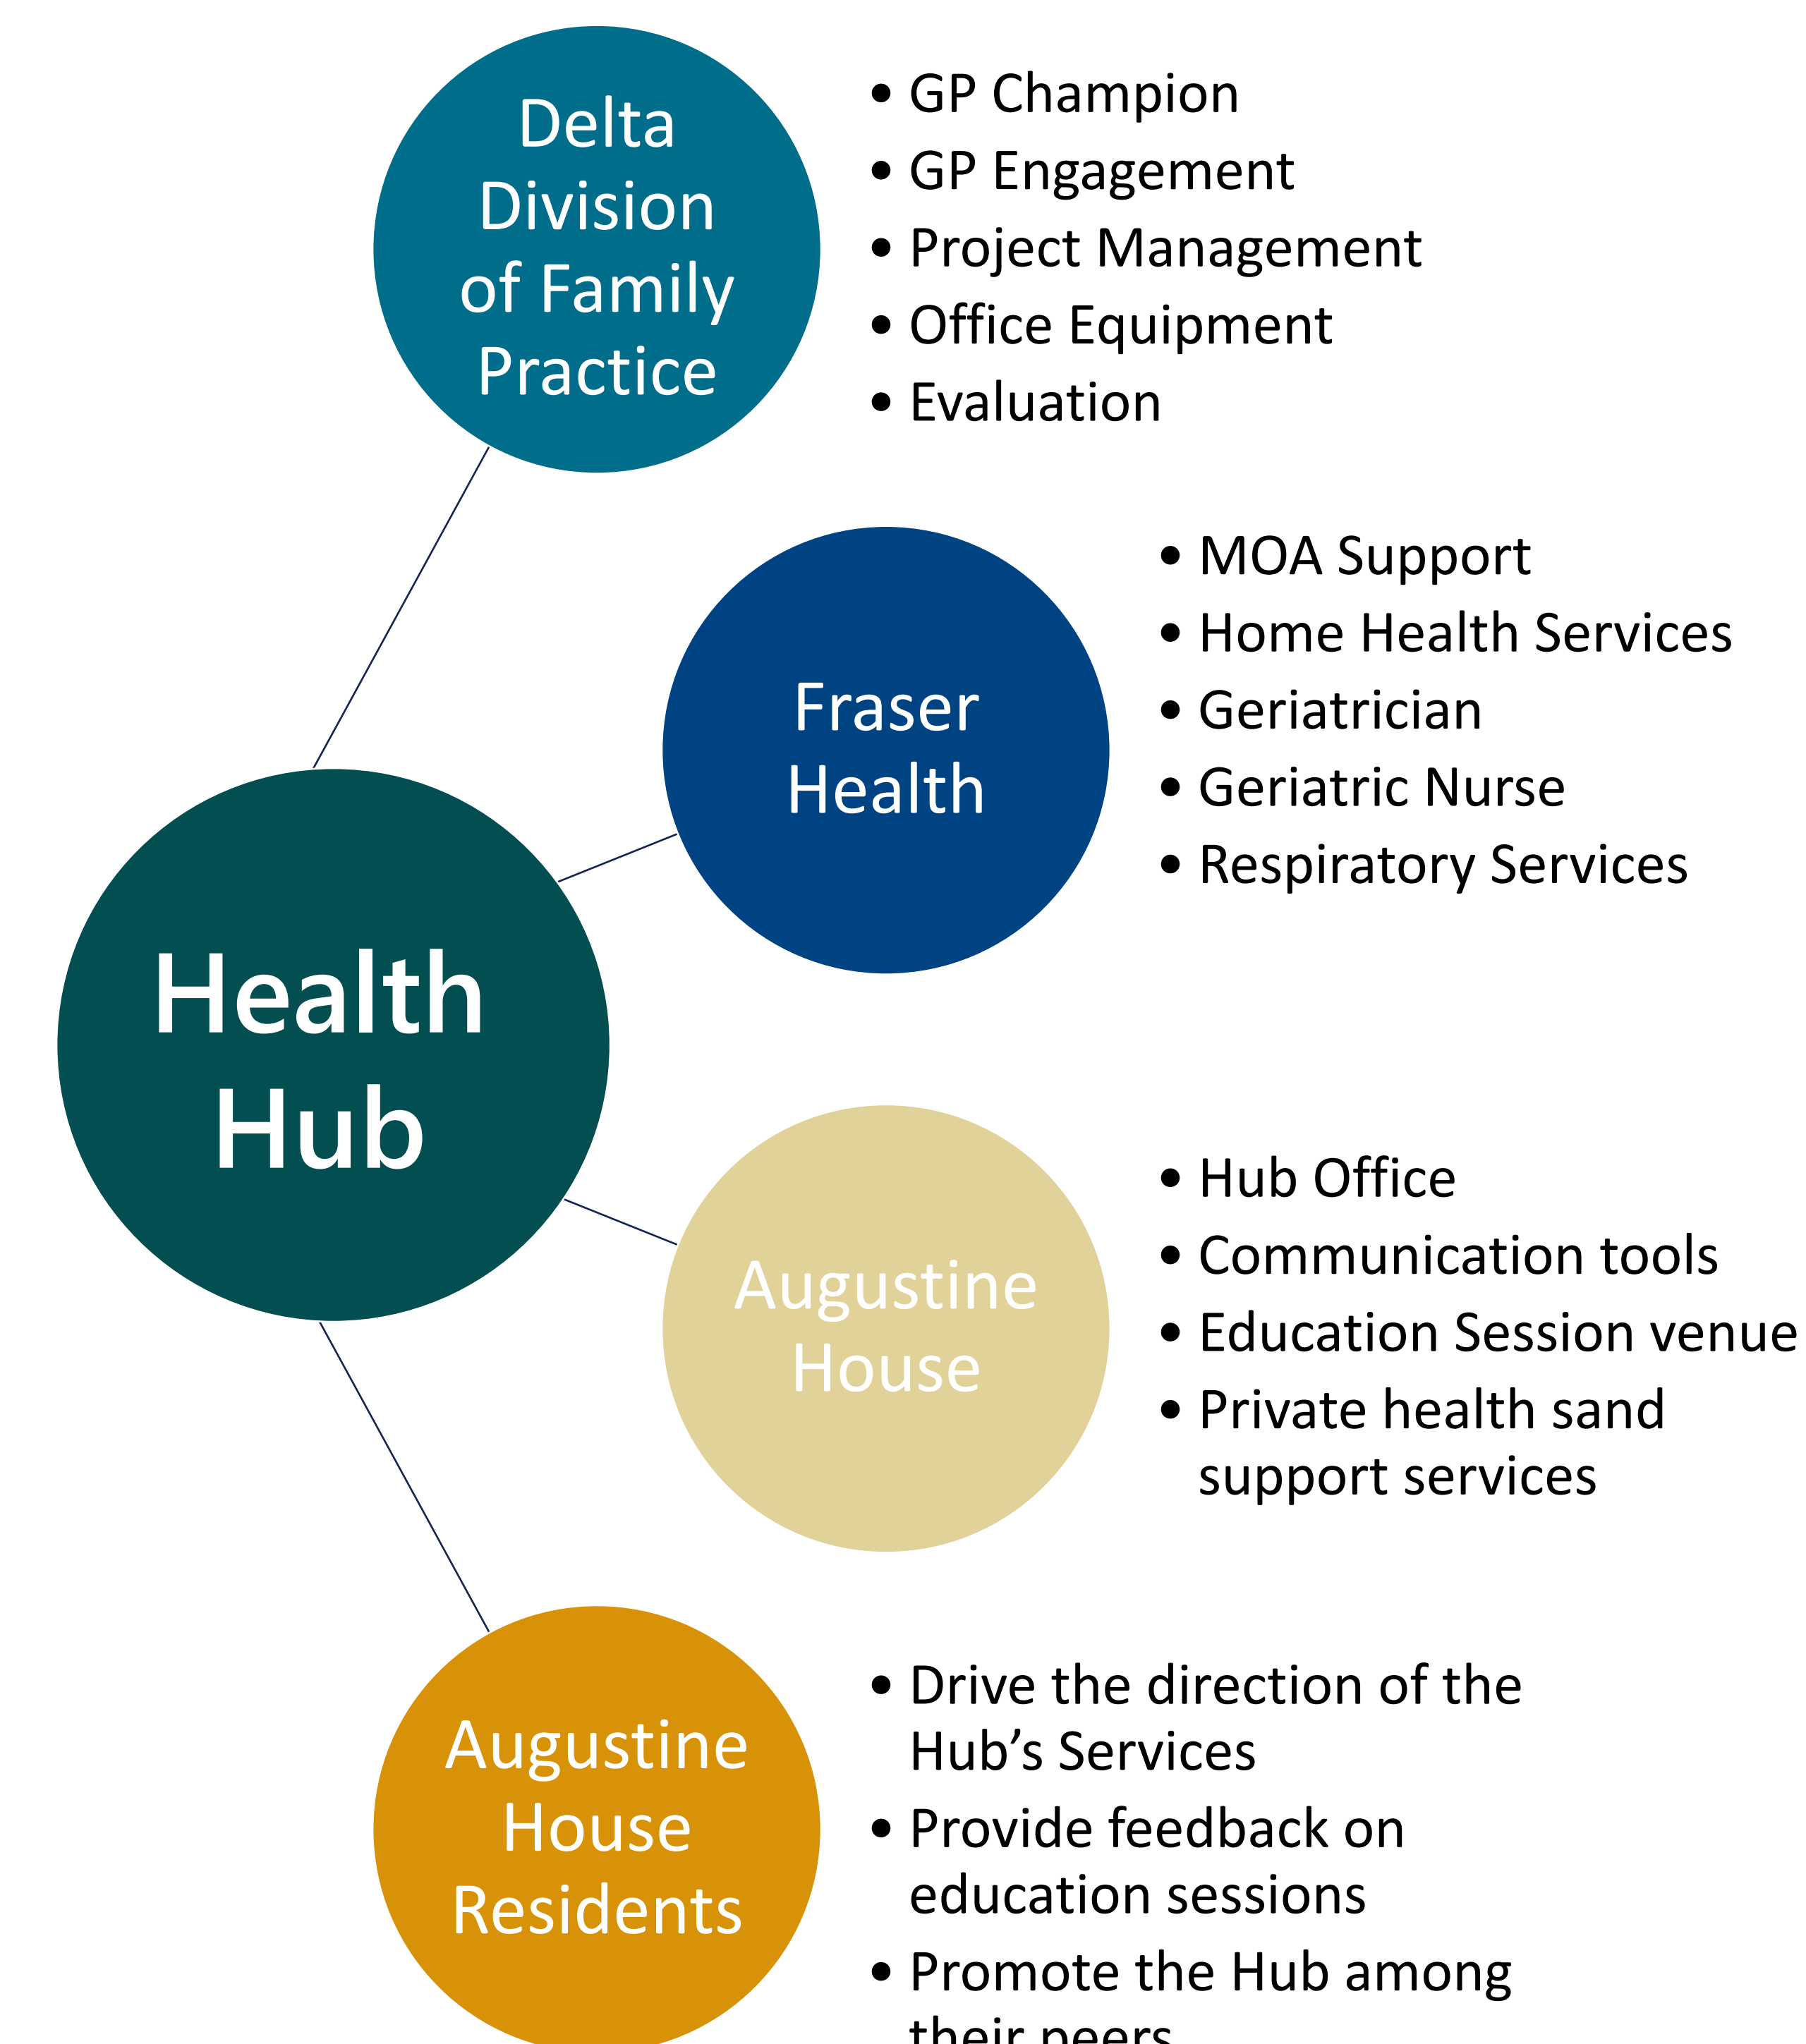 Delta
Division
of Family
Practice
• GP Champion
• GP Engagement
• Project Management
• Office Equipment
• Evaluation
Fraser
Health
• MOA Support
• Home Health Services
• Geriatrician
• Geriatric Nurse
• Respiratory Services
Health
Hub
Augustine
House
• Hub Office
• Communication tools
• Education Session venue
• Private health sand
support services
Augustine
House
Residents
• Drive the direction of the
Hub’s Services
• Provide feedback on
education sessions
• Promote the Hub among
their peers